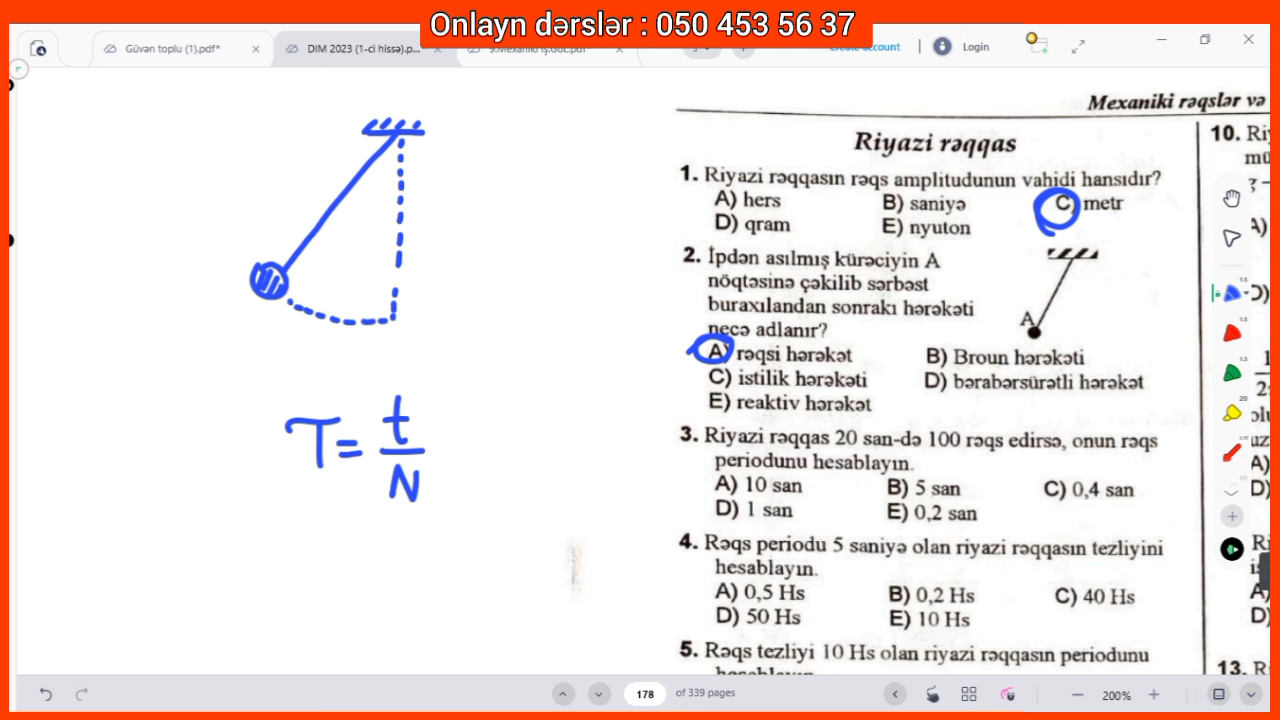 Onlayn dərslər : 050 453 56 37
Güvən toplu (1).pdf*
DIM 2023 (1-ci hissə).p...*
Create account
Login
Mexaniki rəqslər və
Riyazi rəqqas
1. Riyazi rəqqasın rəqs amplitudunun vahidi hansıdır?
A) hers B) saniyə C) metr
D) qram E) nyuton
2. İpdən asılmış kürəciyin A
nöqtəsinə çəkilib sərbəst
buraxılandan sonrakı hərəkəti
necə adlanır?
A
A) rəqsi hərəkət B) Broun hərəkəti
C) istilik hərəkəti D) bərabərsürətli hərəkət
E) reaktiv hərəkət
3. Riyazi rəqqas 20 san-də 100 rəqs edirsə, onun rəqs
periodunu hesablayın.
A) 10 san B) 5 san C) 0,4 san
D) 1 san E) 0,2 san
4. Rəqs periodu 5 saniyə olan riyazi rəqqasın tezliyini
hesablayın.
A) 0,5 Hs B) 0,2 Hs C) 40 Hs
D) 50 Hs E) 10 Hs
5. Rəqs tezliyi 10 Hs olan riyazi rəqqasın periodunu
T = t/N
10. Ri
mü
13. R
178 of 339 pages
200%